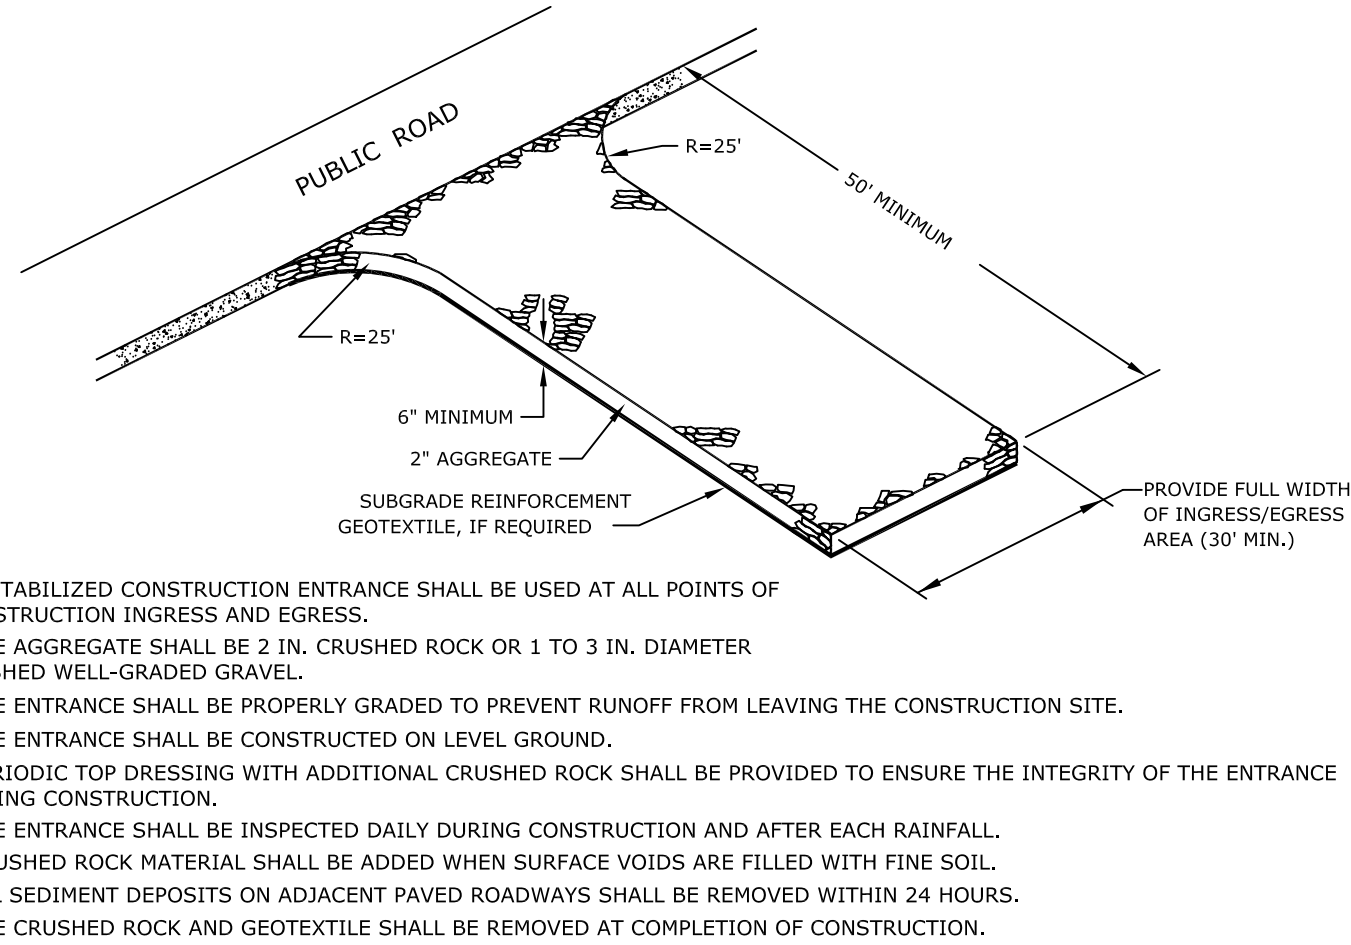 PUBLIC ROAD
R=25'
50' MINIMUM
R=25'
6" MINIMUM
2" AGGREGATE
SUBGRADE REINFORCEMENT
GEOTEXTILE, IF REQUIRED
PROVIDE FULL WIDTH
OF INGRESS/EGRESS
AREA (30' MIN.)
TABILIZED CONSTRUCTION ENTRANCE SHALL BE USED AT ALL POINTS OF
STRUCTION INGRESS AND EGRESS.
E AGGREGATE SHALL BE 2 IN. CRUSHED ROCK OR 1 TO 3 IN. DIAMETER
SHED WELL-GRADED GRAVEL.
E ENTRANCE SHALL BE PROPERLY GRADED TO PREVENT RUNOFF FROM LEAVING THE CONSTRUCTION SITE.
E ENTRANCE SHALL BE CONSTRUCTED ON LEVEL GROUND.
RIODIC TOP DRESSING WITH ADDITIONAL CRUSHED ROCK SHALL BE PROVIDED TO ENSURE THE INTEGRITY OF THE ENTRANCE
ING CONSTRUCTION.
E ENTRANCE SHALL BE INSPECTED DAILY DURING CONSTRUCTION AND AFTER EACH RAINFALL.
USHED ROCK MATERIAL SHALL BE ADDED WHEN SURFACE VOIDS ARE FILLED WITH FINE SOIL.
L SEDIMENT DEPOSITS ON ADJACENT PAVED ROADWAYS SHALL BE REMOVED WITHIN 24 HOURS.
E CRUSHED ROCK AND GEOTEXTILE SHALL BE REMOVED AT COMPLETION OF CONSTRUCTION.